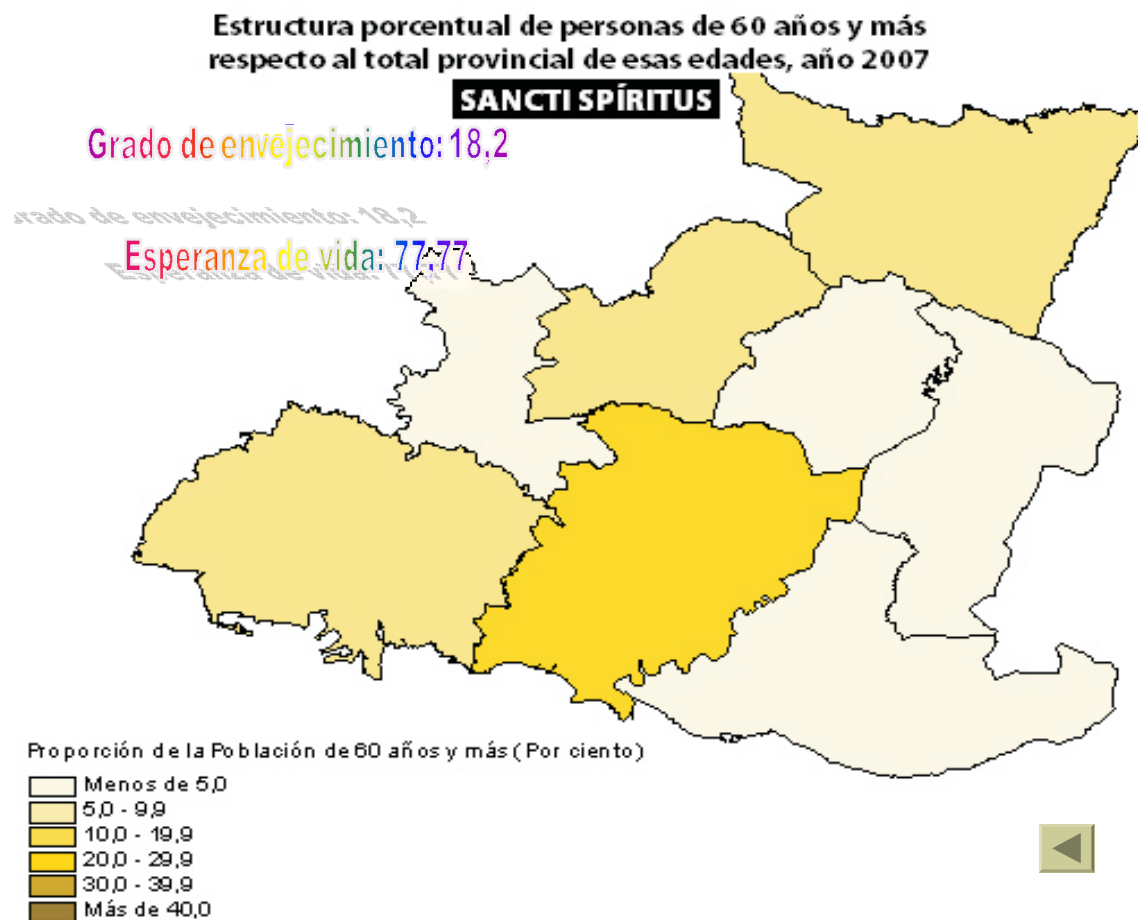 Estructura porcentual de personas de 60 años y más
respecto al total provincial de esas edades, año 2007
SANCTI SPÍRITUS
Grado de envejecimiento: 18,2
Esperanza de vida: 77,77
Proporción de la Población de 60 años y más (Por ciento)
Menos de 5,0
5,0 - 9,9
10,0 - 19,9
20,0 - 29,9
30,0 - 39,9
Más de 40,0